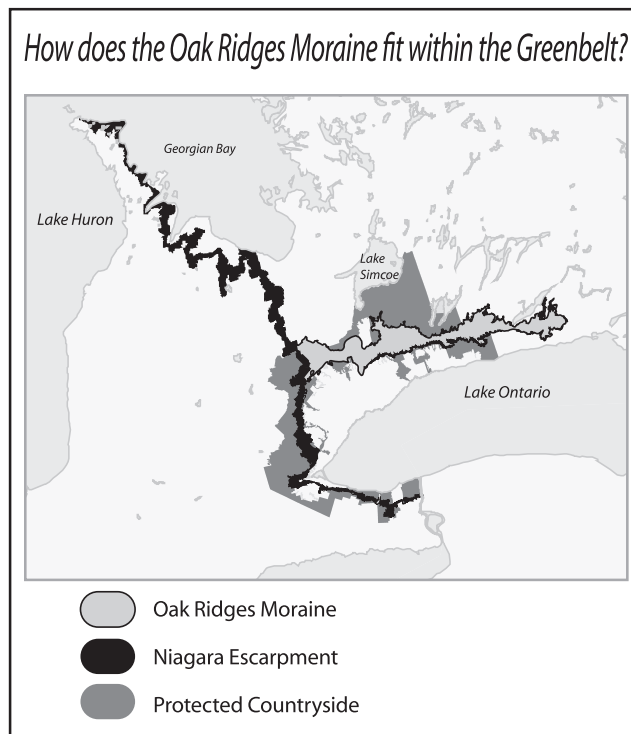 How does the Oak Ridges Moraine fit within the Greenbelt?
Georgian Bay
Lake Huron
Lake
Simcoe
Lake Ontario
Oak Ridges Moraine
Niagara Escarpment
Protected Countryside